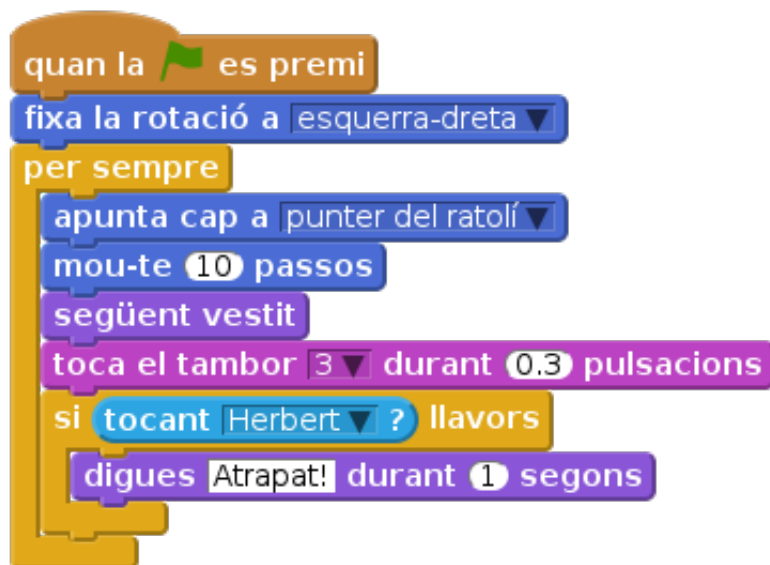 quan la es premi
fixa la rotació a esquerra-dreta
per sempre
apunta cap a punter del ratolí
mou-te 10 passos
següent vestit
toca el tambor 3 durant 0.3 pulsacions
si tocant Herbert ? llavors
digues Atrapat! durant 1 segons